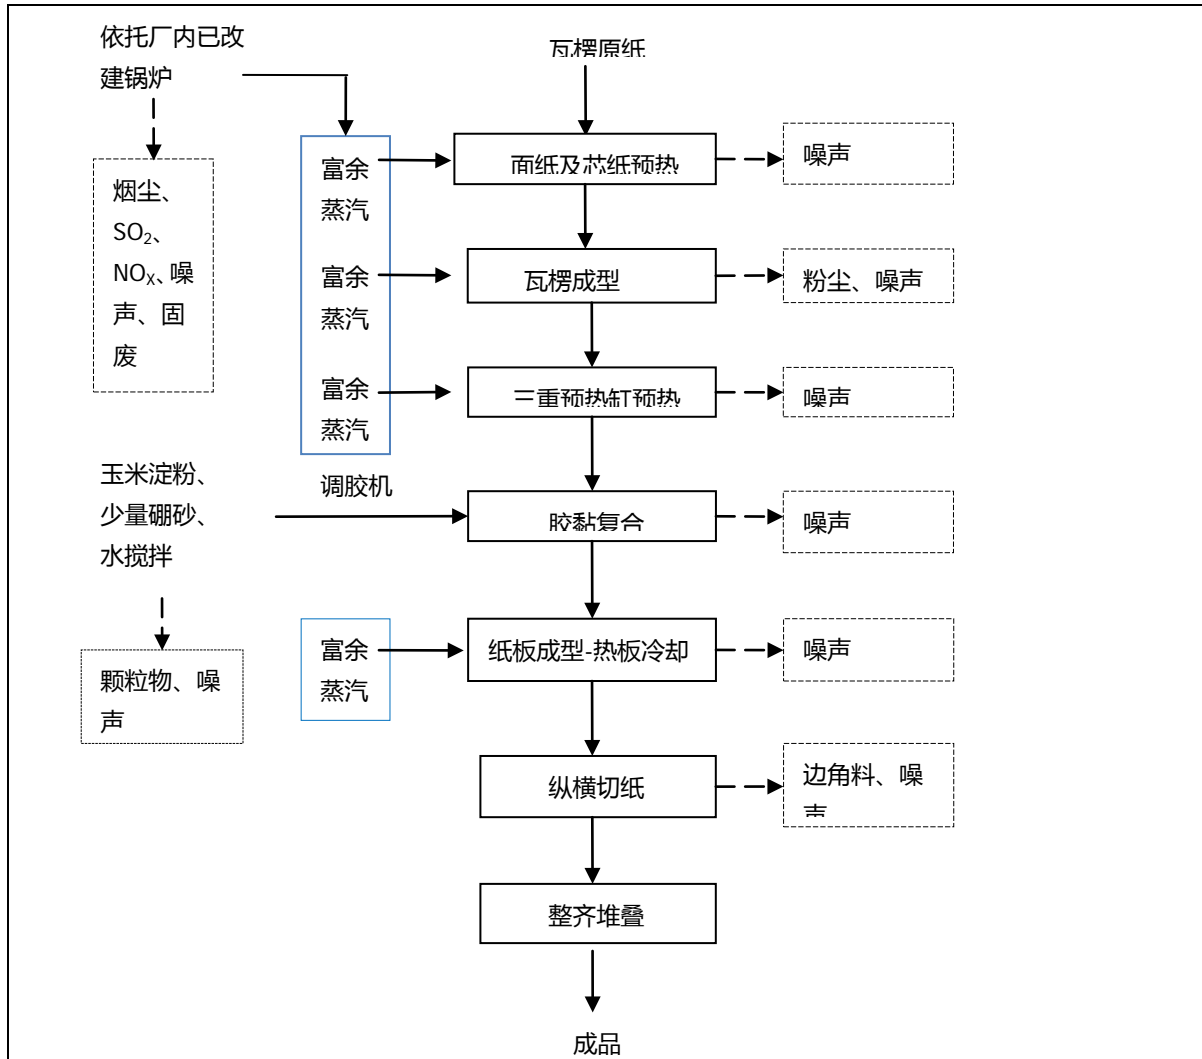 依托厂内已改
建锅炉
瓦楞原纸
富余
蒸汽
面纸及芯纸预热
噪声
烟尘、
SO₂、
NOₓ、噪
声、固
废
富余
蒸汽
瓦楞成型
粉尘、噪声
富余
蒸汽
三重预热缸预热
噪声
玉米淀粉、
少量硼砂、
水搅拌
调胶机
胶黏复合
噪声
颗粒物、噪
声
富余
蒸汽
纸板成型-热板冷却
噪声
纵横切纸
边角料、噪
声
整齐堆叠
成品